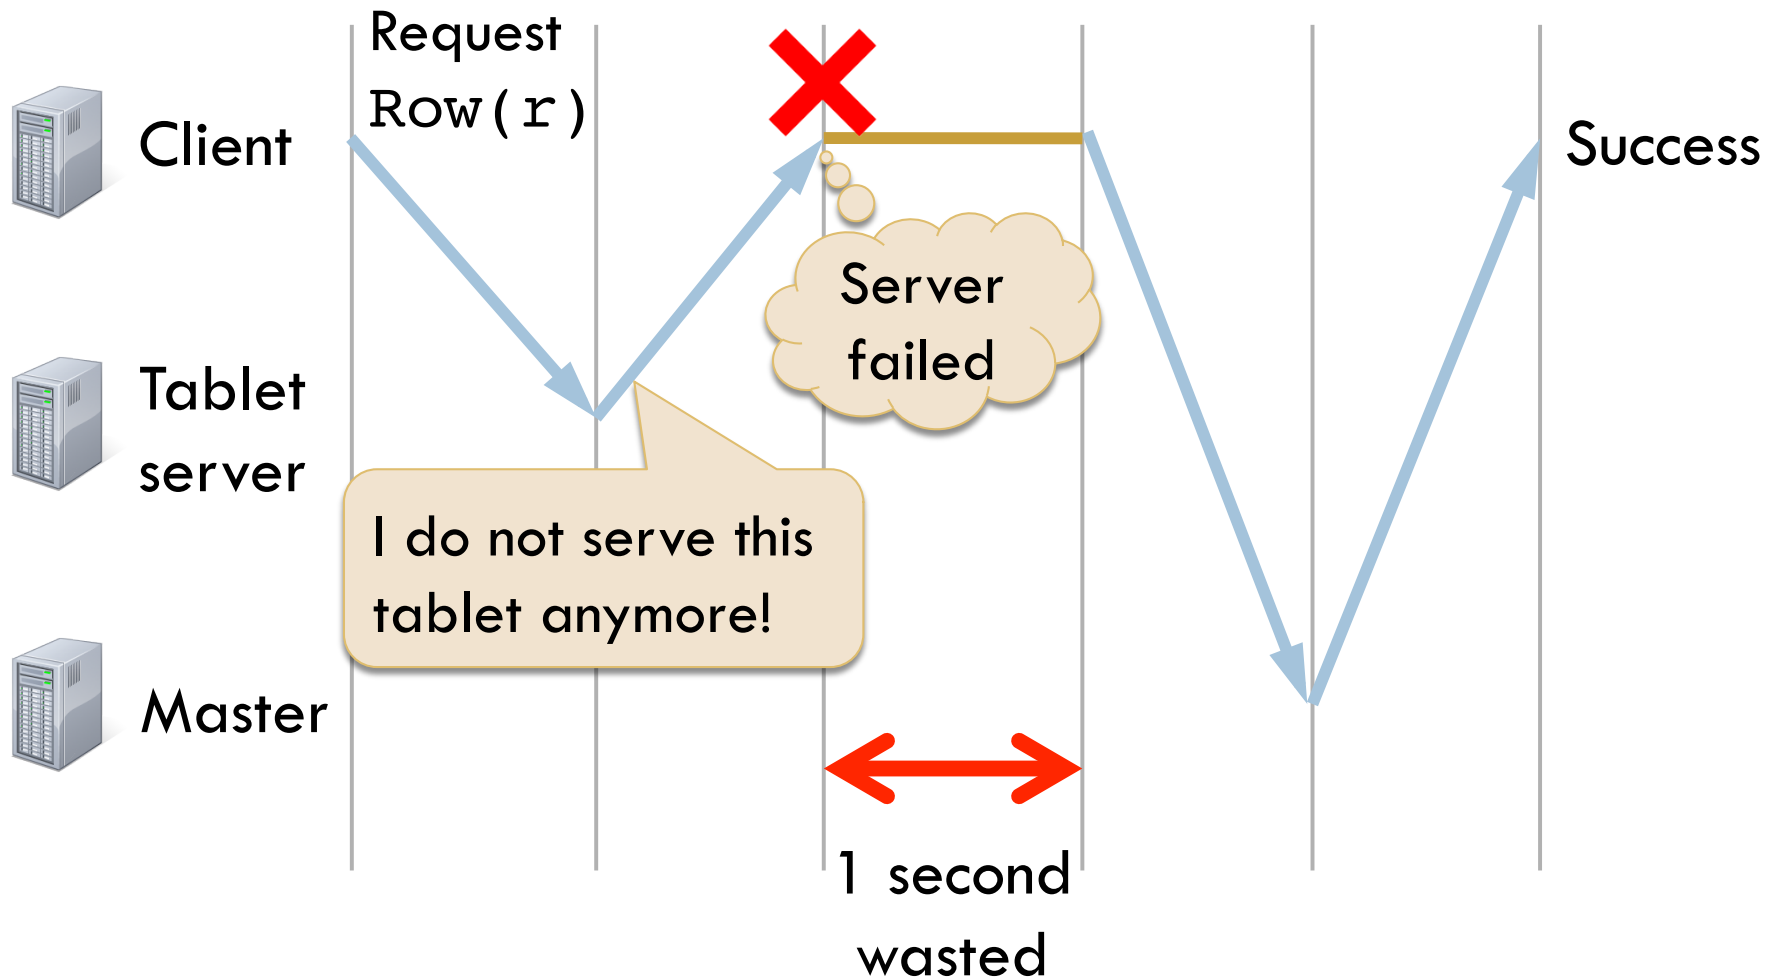 Request
Row(r)
Client
Success
Server
failed
Tablet
server
I do not serve this
tablet anymore!
Master
1 second
wasted